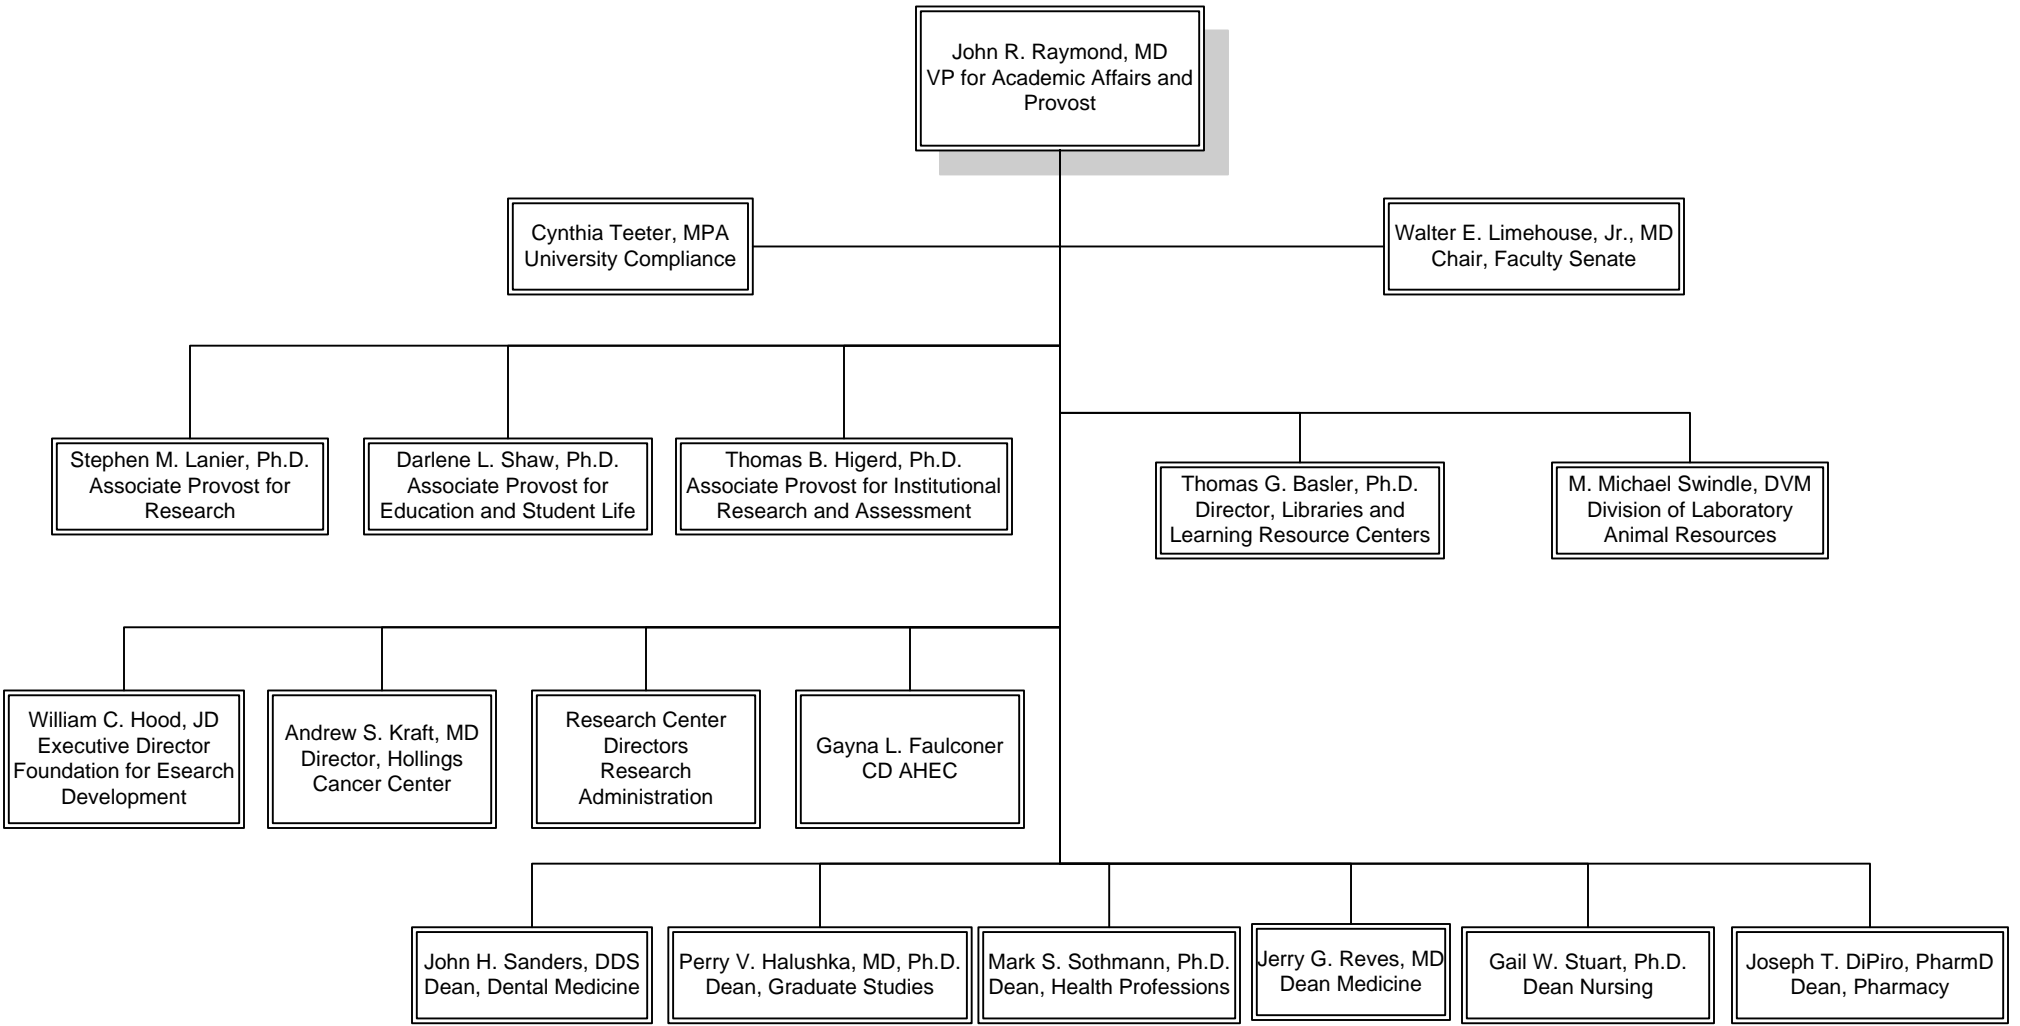 John R. Raymond, MD
VP for Academic Affairs and
Provost
Cynthia Teeter, MPA
University Compliance
Walter E. Limehouse, Jr., MD
Chair, Faculty Senate
Stephen M. Lanier, Ph.D.
Associate Provost for
Research
Darlene L. Shaw, Ph.D.
Associate Provost for
Education and Student Life
Thomas B. Higerd, Ph.D.
Associate Provost for Institutional
Research and Assessment
Thomas G. Basler, Ph.D.
Director, Libraries and
Learning Resource Centers
M. Michael Swindle, DVM
Division of Laboratory
Animal Resources
William C. Hood, JD
Executive Director
Foundation for Esearch
Development
Andrew S. Kraft, MD
Director, Hollings
Cancer Center
Research Center
Directors
Research
Administration
Gayna L. Faulconer
CD AHEC
John H. Sanders, DDS
Dean, Dental Medicine
Perry V. Halushka, MD, Ph.D.
Dean, Graduate Studies
Mark S. Sothmann, Ph.D.
Dean, Health Professions
Jerry G. Reves, MD
Dean Medicine
Gail W. Stuart, Ph.D.
Dean Nursing
Joseph T. DiPiro, PharmD
Dean, Pharmacy